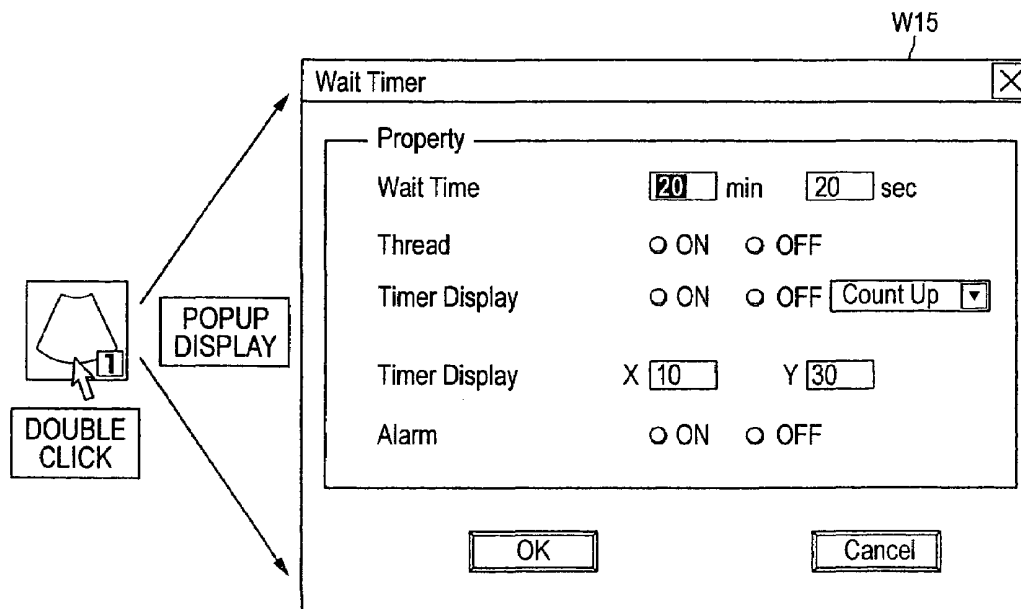 W15
Wait Timer
Property
Wait Time 20 min 20 sec
Thread ON OFF
Timer Display ON OFF Count Up
Timer Display X 10 Y 30
Alarm ON OFF
OK Cancel
1
POPUP
DISPLAY
DOUBLE
CLICK